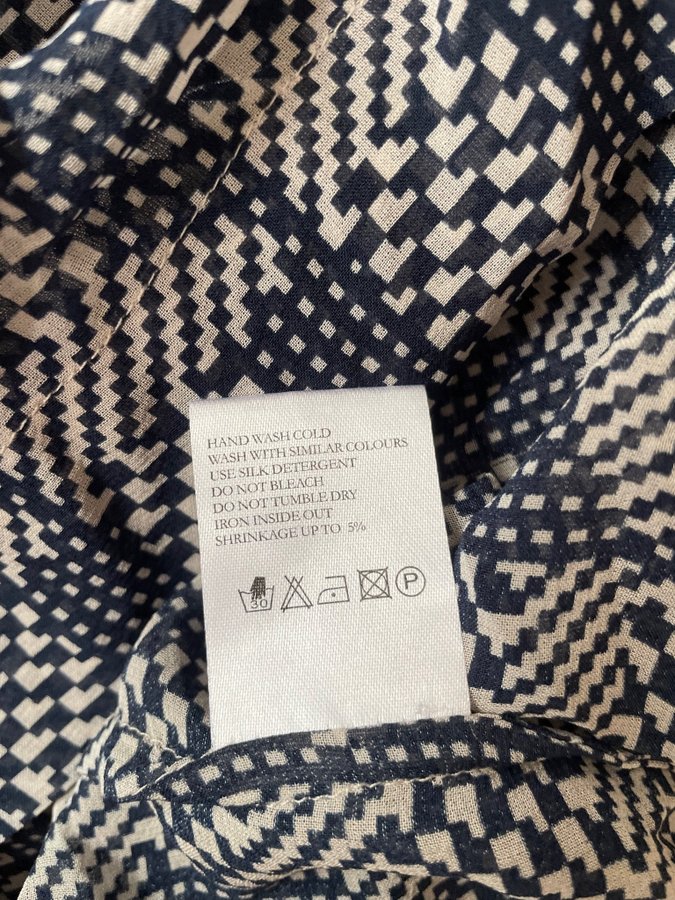 HAND WASH COLD
WASH WITH SIMILAR COLOURS
USE SILK DETERGENT
DO NOT BLEACH
DO NOT TUMBLE DRY
IRON INSIDE OUT
SHRINKAGE UP TO 5%
30 P